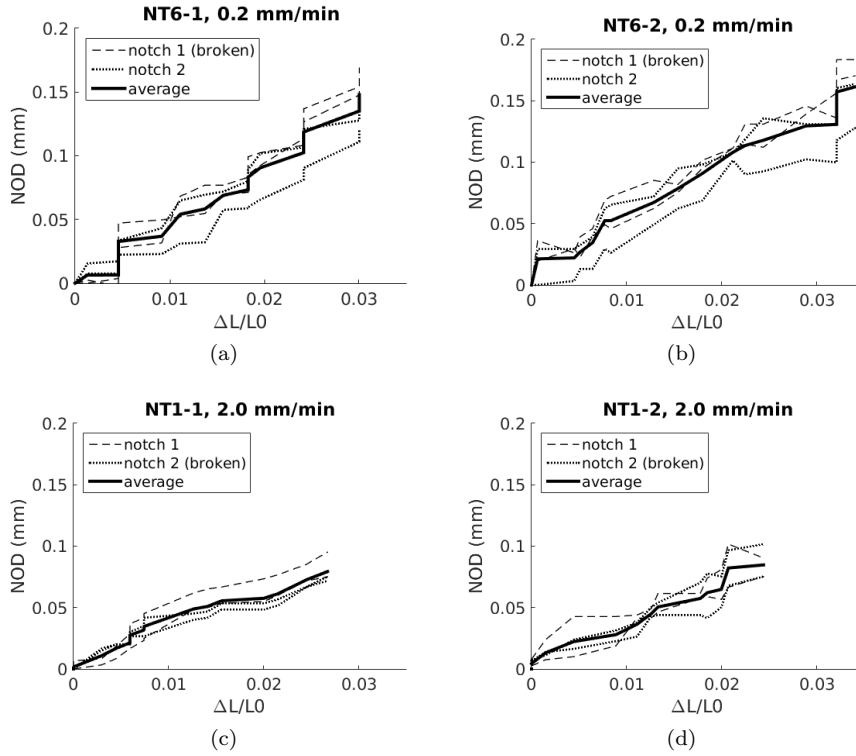 NT6-1, 0.2 mm/min
0.2
0.15
0.1
0.05
0
NOD (mm)
notch 1 (broken)
notch 2
average
0
0.01
0.02
0.03
ΔL/L0
(a)
NT6-2, 0.2 mm/min
0.2
0.15
0.1
0.05
0
NOD (mm)
notch 1 (broken)
notch 2
average
0
0.01
0.02
0.03
ΔL/L0
(b)
NT1-1, 2.0 mm/min
0.2
0.15
0.1
0.05
0
NOD (mm)
notch 1
notch 2 (broken)
average
0
0.01
0.02
0.03
ΔL/L0
(c)
NT1-2, 2.0 mm/min
0.2
0.15
0.1
0.05
0
NOD (mm)
notch 1
notch 2 (broken)
average
0
0.01
0.02
0.03
ΔL/L0
(d)